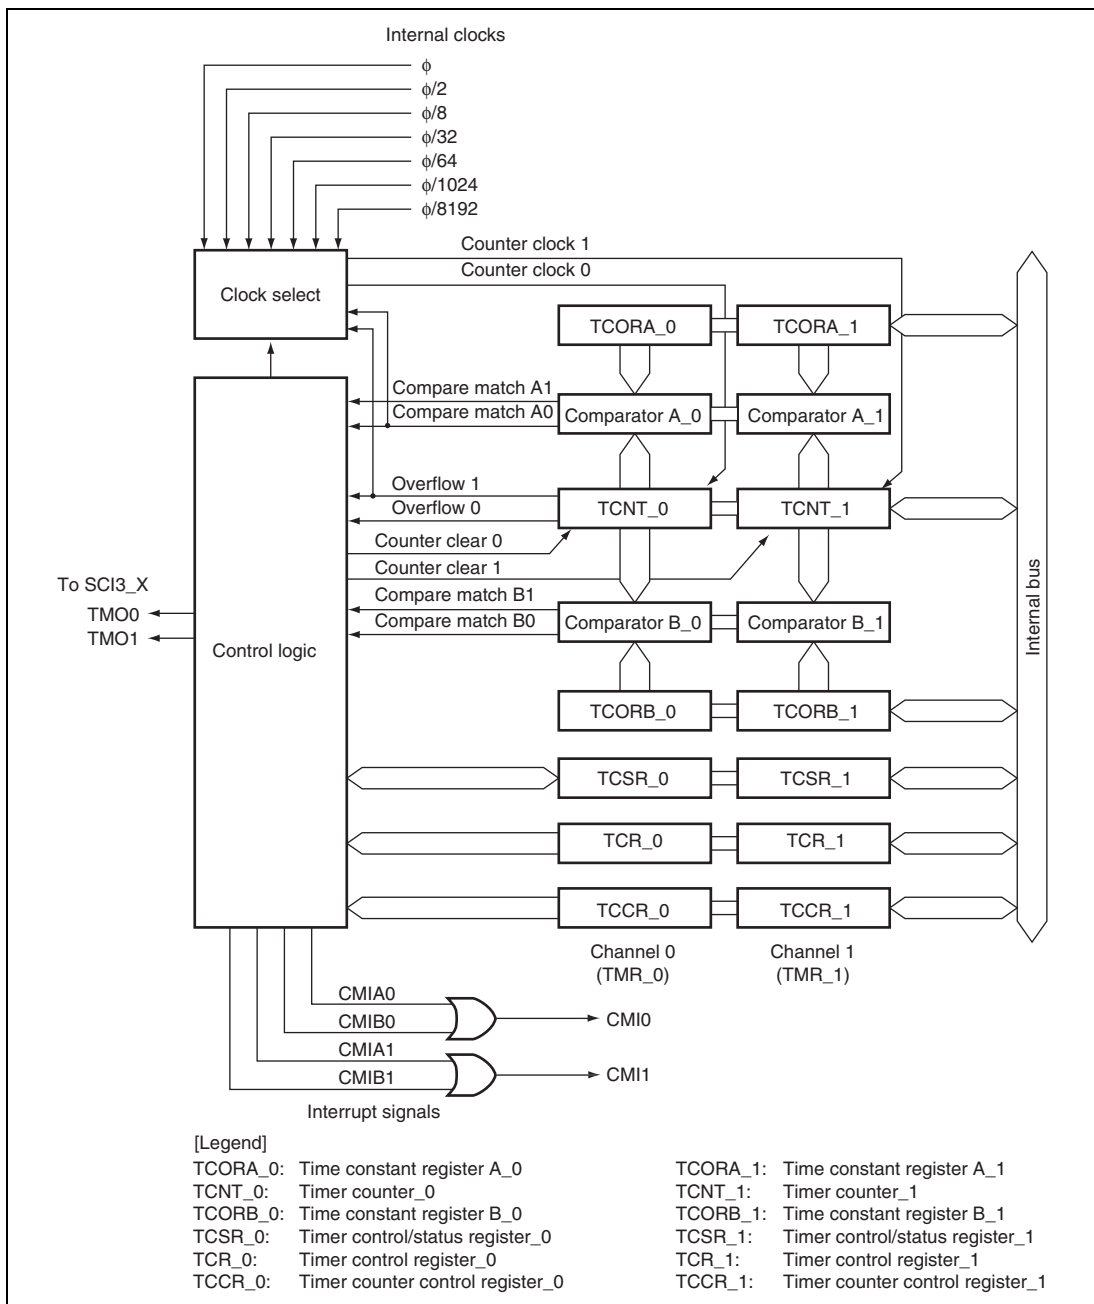 Internal clocks
ϕ
ϕ/2
ϕ/8
ϕ/32
ϕ/64
ϕ/1024
ϕ/8192
Counter clock 1
Counter clock 0
Clock select
TCORA_0
TCORA_1
Compare match A1
Compare match A0
Comparator A_0
Comparator A_1
Overflow 1
Overflow 0
TCNT_0
TCNT_1
Counter clear 0
Counter clear 1
To SCI3_X
TMO0
TMO1
Control logic
Compare match B1
Compare match B0
Comparator B_0
Comparator B_1
Internal bus
TCORB_0
TCORB_1
TCSR_0
TCSR_1
TCR_0
TCR_1
TCCR_0
TCCR_1
Channel 0
(TMR_0)
Channel 1
(TMR_1)
CMIA0
CMIB0
CMI0
CMIA1
CMIB1
CMI1
Interrupt signals
[Legend]
TCORA_0: Time constant register A_0
TCNT_0: Timer counter_0
TCORB_0: Time constant register B_0
TCSR_0: Timer control/status register_0
TCR_0: Timer control register_0
TCCR_0: Timer counter control register_0
TCORA_1: Time constant register A_1
TCNT_1: Timer counter_1
TCORB_1: Time constant register B_1
TCSR_1: Timer control/status register_1
TCR_1: Timer control register_1
TCCR_1: Timer counter control register_1